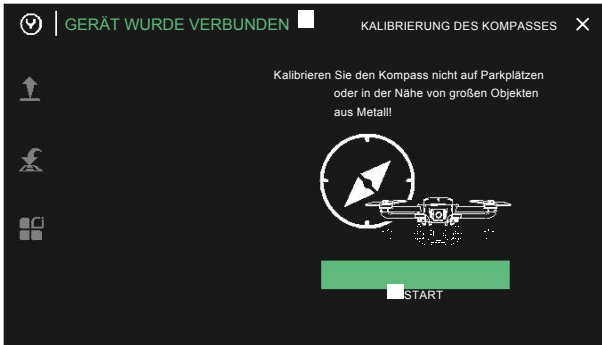 GERÄT WURDE VERBUNDEN
KALIBRIERUNG DES KOMPASSES
Kalibrieren Sie den Kompass nicht auf Parkplätzen
oder in der Nähe von großen Objekten
aus Metall!
START